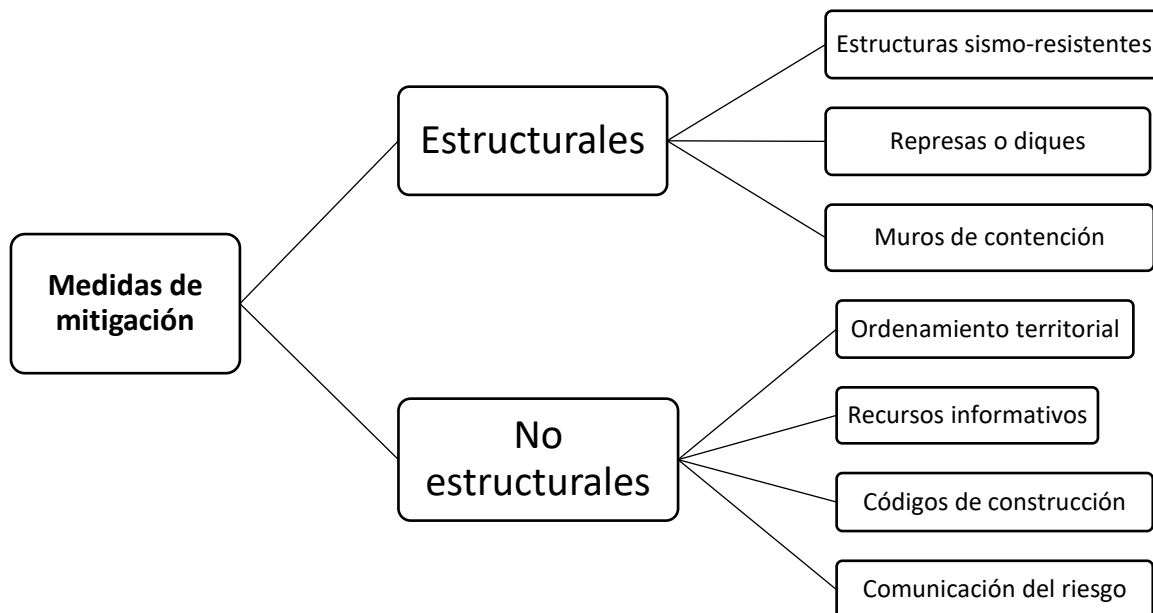 Medidas de
mitigación
Estructurales
Estructuras sismo-resistentes
Represas o diques
Muros de contención
No
estructurales
Ordenamiento territorial
Recursos informativos
Códigos de construcción
Comunicación del riesgo